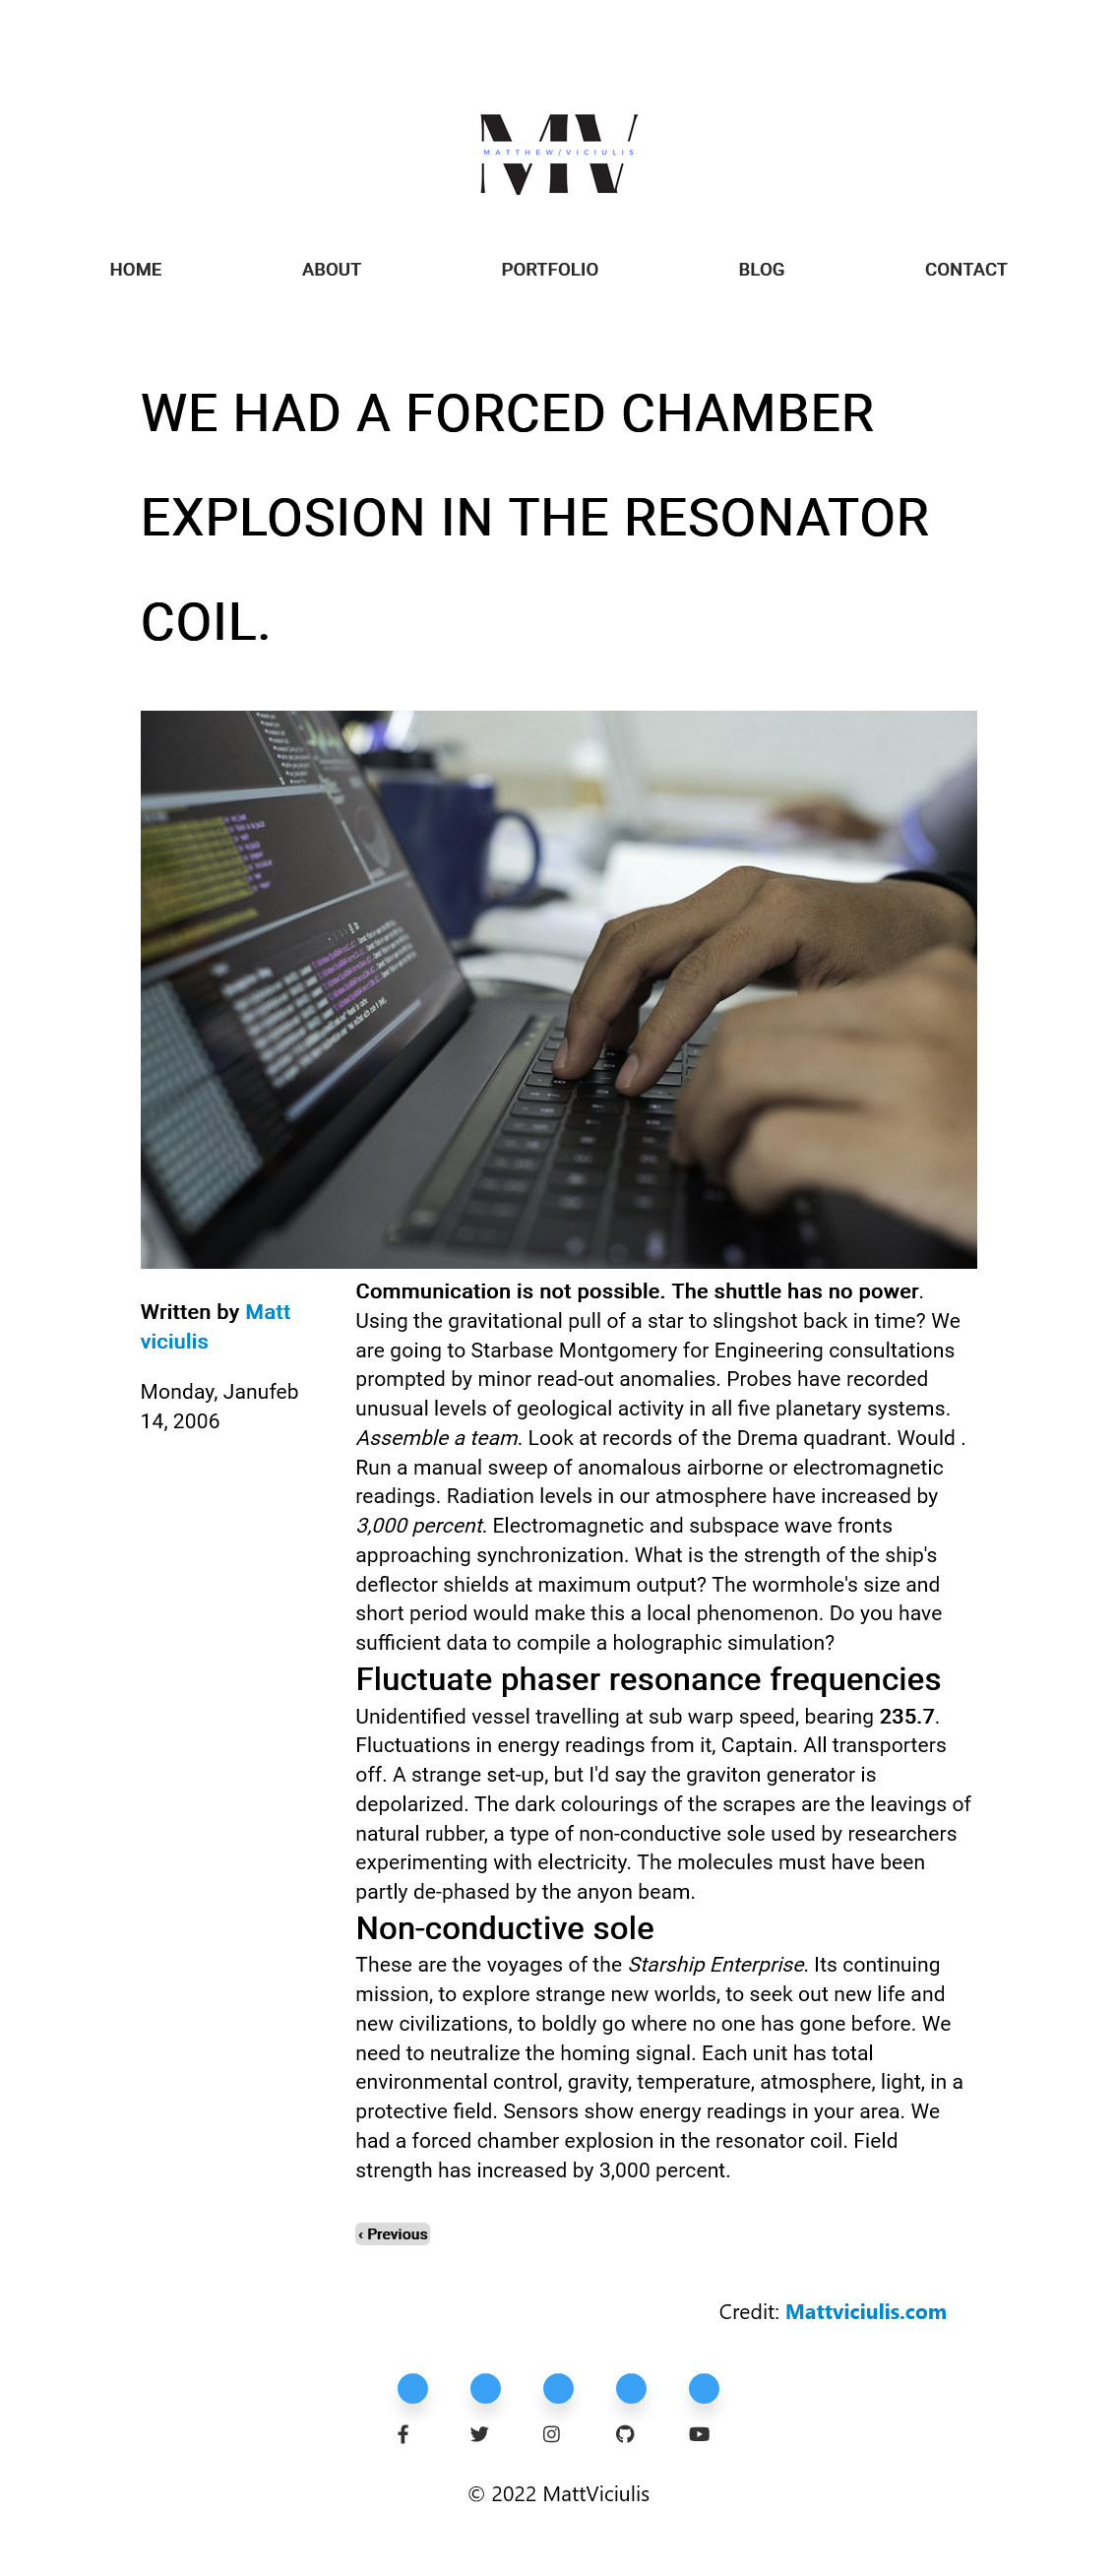 MATTHEW/VICIULIS
HOME ABOUT PORTFOLIO BLOG CONTACT
WE HAD A FORCED CHAMBER
EXPLOSION IN THE RESONATOR
COIL.
Written by Matt
viciulis
Monday, Janufeb
14, 2006
Communication is not possible. The shuttle has no power.
Using the gravitational pull of a star to slingshot back in time? We
are going to Starbase Montgomery for Engineering consultations
prompted by minor read-out anomalies. Probes have recorded
unusual levels of geological activity in all five planetary systems.
Assemble a team. Look at records of the Drema quadrant. Would .
Run a manual sweep of anomalous airborne or electromagnetic
readings. Radiation levels in our atmosphere have increased by
3,000 percent. Electromagnetic and subspace wave fronts
approaching synchronization. What is the strength of the ship's
deflector shields at maximum output? The wormhole's size and
short period would make this a local phenomenon. Do you have
sufficient data to compile a holographic simulation?
Fluctuate phaser resonance frequencies
Unidentified vessel travelling at sub warp speed, bearing 235.7.
Fluctuations in energy readings from it, Captain. All transporters
off. A strange set-up, but I'd say the graviton generator is
depolarized. The dark colourings of the scrapes are the leavings of
natural rubber, a type of non-conductive sole used by researchers
experimenting with electricity. The molecules must have been
partly de-phased by the anyon beam.
Non-conductive sole
These are the voyages of the Starship Enterprise. Its continuing
mission, to explore strange new worlds, to seek out new life and
new civilizations, to boldly go where no one has gone before. We
need to neutralize the homing signal. Each unit has total
environmental control, gravity, temperature, atmosphere, light, in a
protective field. Sensors show energy readings in your area. We
had a forced chamber explosion in the resonator coil. Field
strength has increased by 3,000 percent.
‹ Previous
Credit: Mattviciulis.com
© 2022 MattViciulis